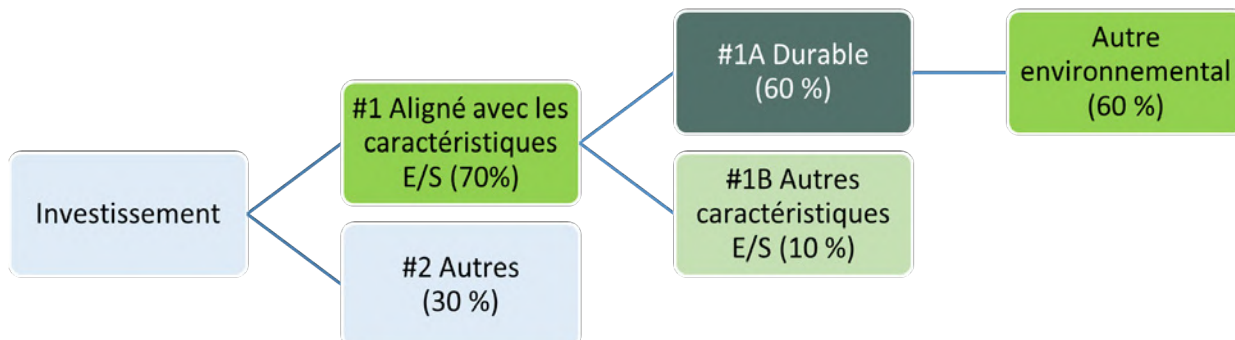 Investissement
#1 Aligné avec les
caractéristiques
E/S (70%)
#2 Autres
(30 %)
#1A Durable
(60 %)
#1B Autres
caractéristiques
E/S (10 %)
Autre
environnemental
(60 %)